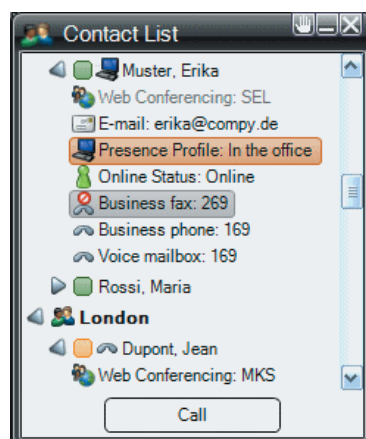 Contact List
Muster, Erika
Web Conferencing: SEL
E-mail: erika@compy.de
Presence Profile: In the office
Online Status: Online
Business fax: 269
Business phone: 169
Voice mailbox: 169
Rossi, Maria
London
Dupont, Jean
Web Conferencing: MKS
Call